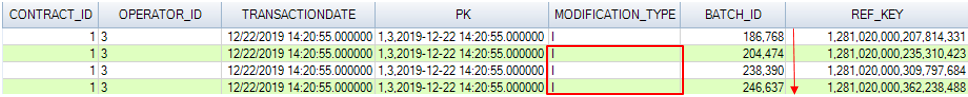 CONTRACT_ID OPERATOR_ID TRANSACTIONDATE PK MODIFICATION_TYPE BATCH_ID REF_KEY
1 3 12/22/2019 14:20:55.000000 1,3,2019-12-22 14:20:55.000000 I 186,768 1,281,020,000,207,814,331
1 3 12/22/2019 14:20:55.000000 1,3,2019-12-22 14:20:55.000000 I 204,474 1,281,020,000,235,310,423
1 3 12/22/2019 14:20:55.000000 1,3,2019-12-22 14:20:55.000000 I 238,390 1,281,020,000,309,797,684
1 3 12/22/2019 14:20:55.000000 1,3,2019-12-22 14:20:55.000000 I 246,637 1,281,020,000,362,238,488